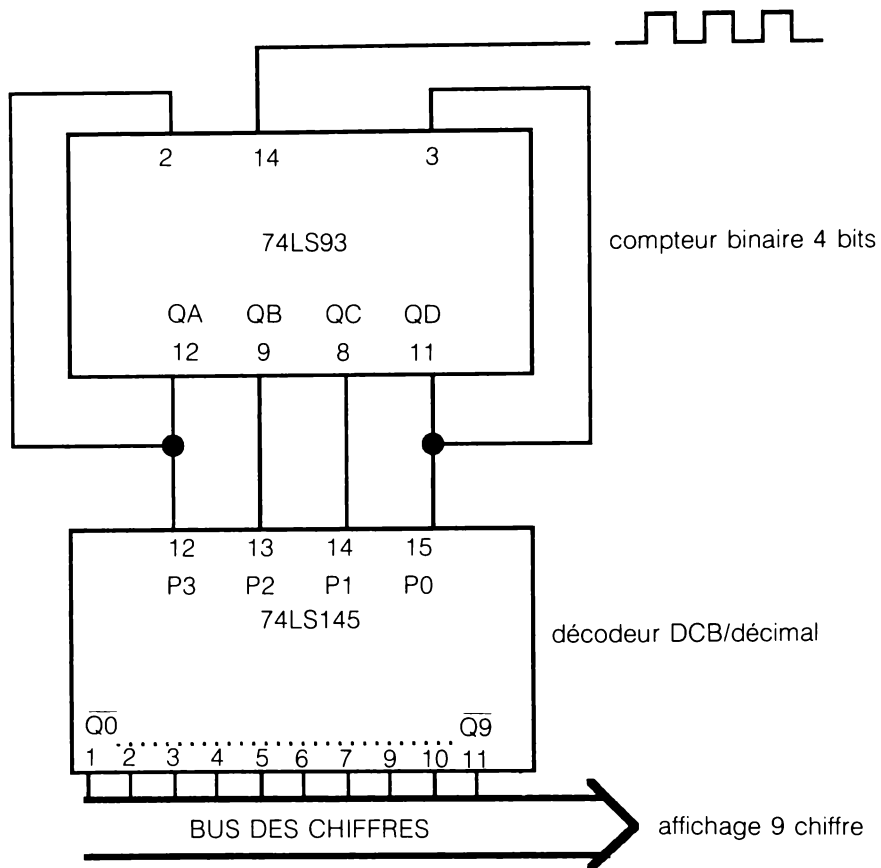 2 14 3
74LS93
compteur binaire 4 bits
QA QB QC QD
12 9 8 11
12 13 14 15
P3 P2 P1 P0
74LS145
décodeur DCB/décimal
Q0 Q9
1 2 3 4 5 6 7 9 10 11
BUS DES CHIFFRES
affichage 9 chiffre